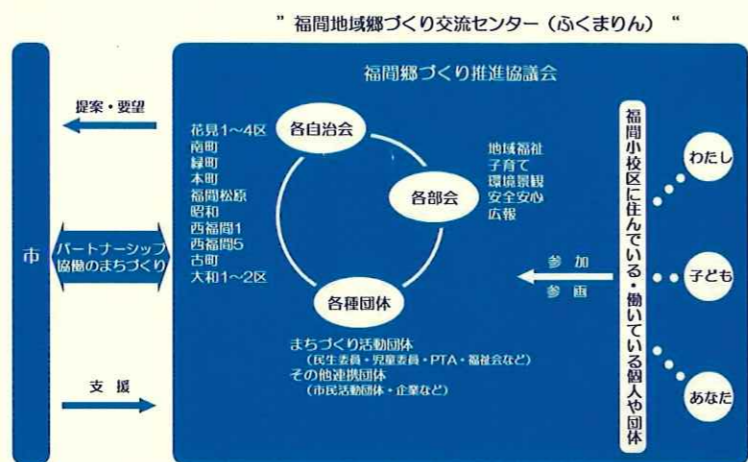 ” 福間地域郷づくり交流センター（ふくまりん） “
福間郷づくり推進協議会
市
提案・要望
パートナーシップ
協働のまちづくり
支援
各自治会
花見1～4区
南町
緑町
本町
福間松原
昭和
西福間1
西福間5
古町
大和1～2区
各部会
地域福祉
子育て
環境景観
安全安心
広報
各種団体
まちづくり活動団体
（民生委員・児童委員・PTA・福祉会など）
その他連携団体
（市民活動団体・企業など）
参加
参画
福間小校区に住んでいる・働いている個人や団体
わたし
子ども
あなた